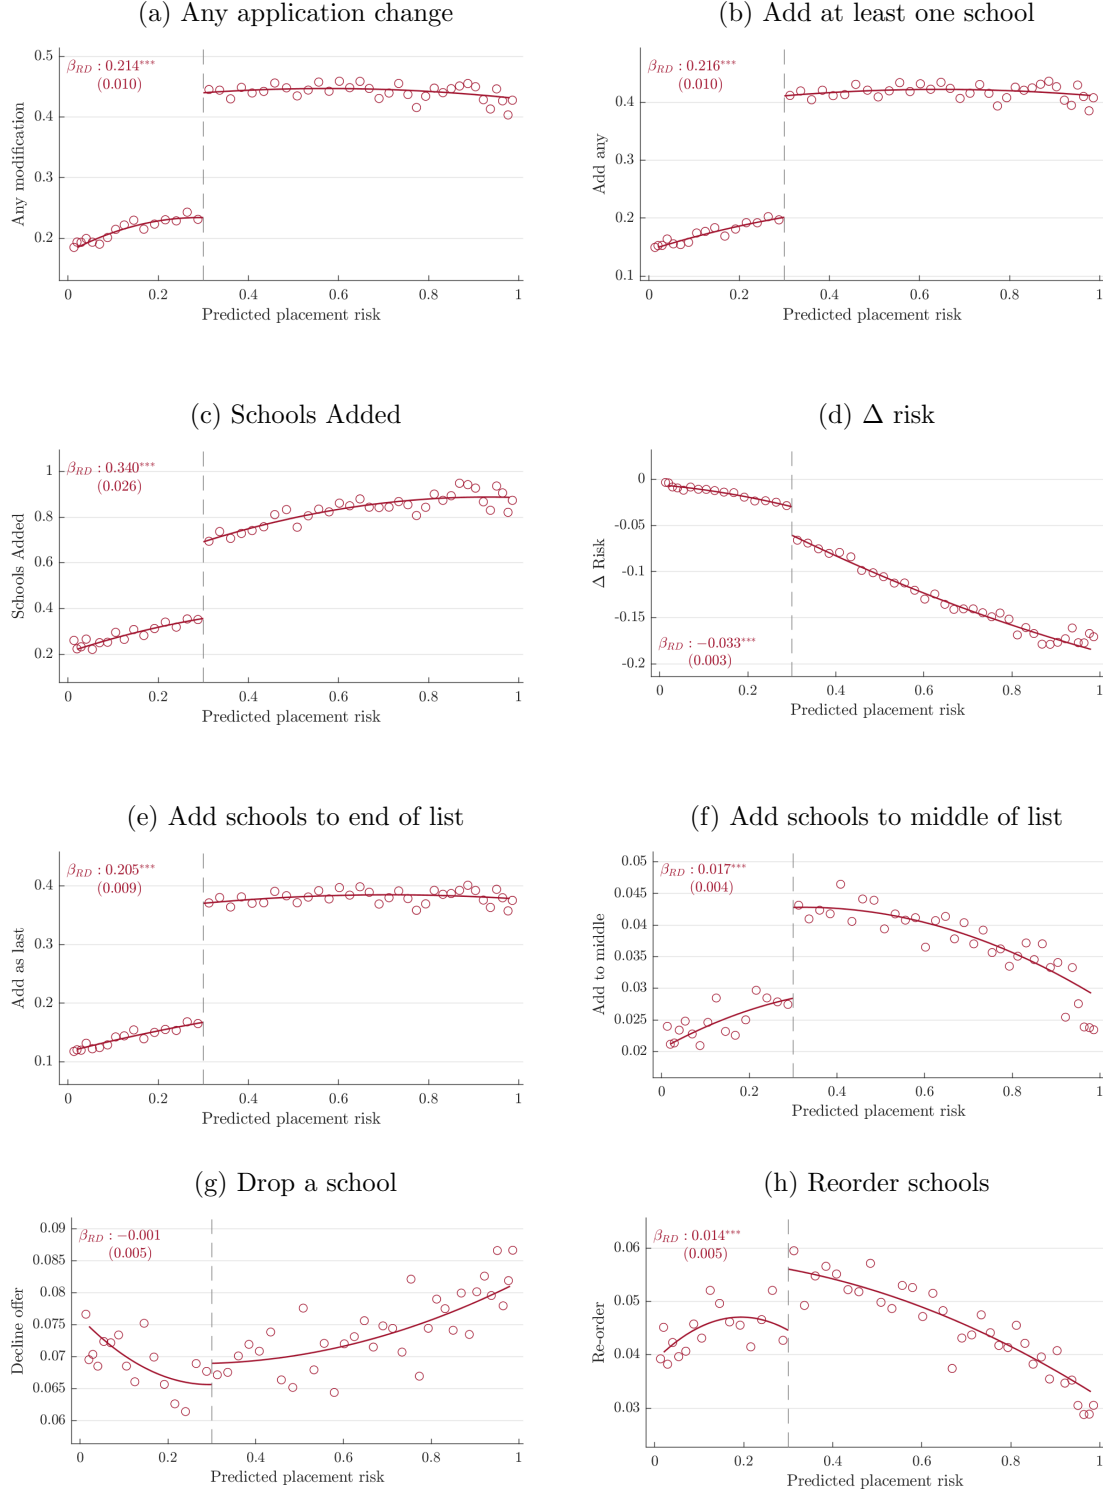 (a) Any application change
β_RD : 0.214***
(0.010)
0.5
0.4
0.3
0.2
Any modification
0 0.2 0.4 0.6 0.8 1
Predicted placement risk
(b) Add at least one school
β_RD : 0.216***
(0.010)
0.4
0.3
0.2
0.1
Add any
0 0.2 0.4 0.6 0.8 1
Predicted placement risk
(c) Schools Added
β_RD : 0.340***
(0.026)
1
0.8
0.6
0.4
0.2
Schools Added
0 0.2 0.4 0.6 0.8 1
Predicted placement risk
(d) Δ risk
0
-0.05
-0.1
-0.15
-0.2
Δ Risk
β_RD : −0.033***
(0.003)
0 0.2 0.4 0.6 0.8 1
Predicted placement risk
(e) Add schools to end of list
β_RD : 0.205***
(0.009)
0.4
0.3
0.2
0.1
Add as last
0 0.2 0.4 0.6 0.8 1
Predicted placement risk
(f) Add schools to middle of list
β_RD : 0.017***
(0.004)
0.05
0.045
0.04
0.035
0.03
0.025
0.02
Add to middle
0 0.2 0.4 0.6 0.8 1
Predicted placement risk
(g) Drop a school
β_RD : −0.001
(0.005)
0.09
0.085
0.08
0.075
0.07
0.065
0.06
Decline offer
0 0.2 0.4 0.6 0.8 1
Predicted placement risk
(h) Reorder schools
β_RD : 0.014***
(0.005)
0.06
0.05
0.04
0.03
Re-order
0 0.2 0.4 0.6 0.8 1
Predicted placement risk